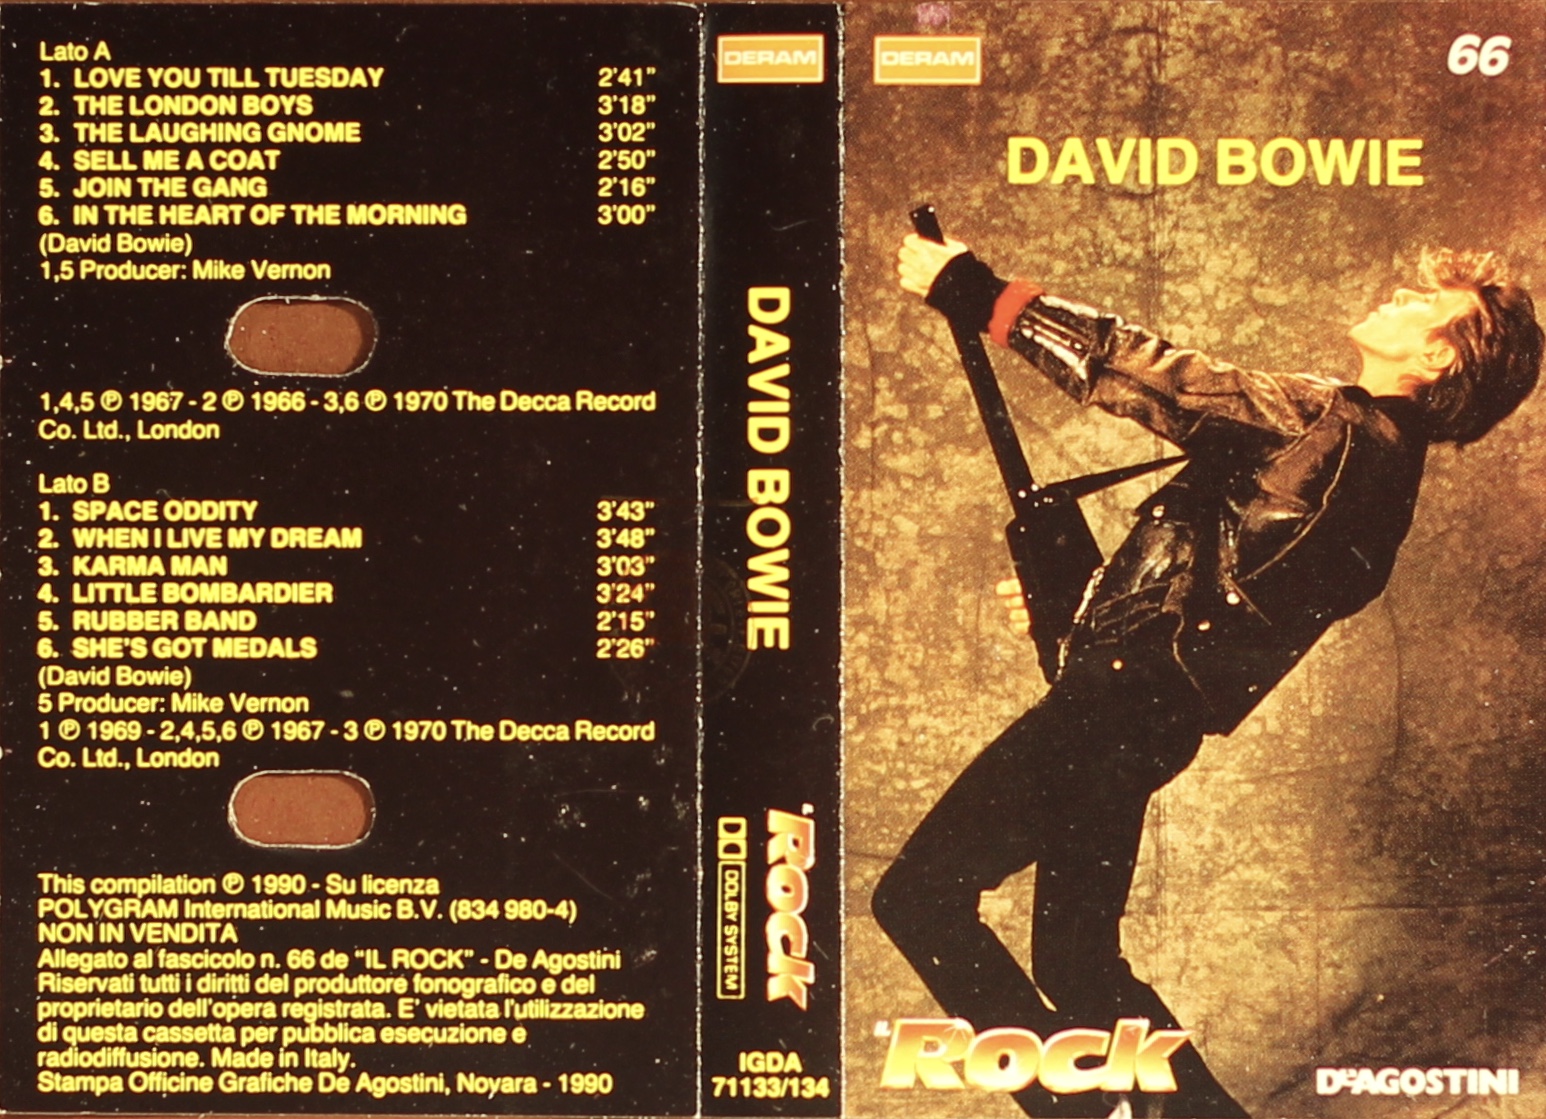 Lato A
1. LOVE YOU TILL TUESDAY 2'41"
2. THE LONDON BOYS 3'18"
3. THE LAUGHING GNOME 3'02"
4. SELL ME A COAT 2'50"
5. JOIN THE GANG 2'16"
6. IN THE HEART OF THE MORNING 3'00"
(David Bowie)
1,5 Producer: Mike Vernon
1,4,5 ℗ 1967 - 2 ℗ 1966 - 3,6 ℗ 1970 The Decca Record
Co. Ltd., London
Lato B
1. SPACE ODDITY 3'43"
2. WHEN I LIVE MY DREAM 3'48"
3. KARMA MAN 3'03"
4. LITTLE BOMBARDIER 3'24"
5. RUBBER BAND 2'15"
6. SHE'S GOT MEDALS 2'26"
(David Bowie)
5 Producer: Mike Vernon
1 ℗ 1969 - 2,4,5,6 ℗ 1967 - 3 ℗ 1970 The Decca Record
Co. Ltd., London
This compilation ℗ 1990 - Su licenza
POLYGRAM International Music B.V. (834 980-4)
NON IN VENDITA
Allegato al fascicolo n. 66 de "IL ROCK" - De Agostini
Riservati tutti i diritti del produttore fonografico e del
proprietario dell'opera registrata. E' vietata l'utilizzazione
di questa cassetta per pubblica esecuzione e
radiodiffusione. Made in Italy.
Stampa Officine Grafiche De Agostini, Novara - 1990
DERAM
DAVID BOWIE
IL ROCK
DOLBY SYSTEM
IGDA
71133/134
DERAM
66
DAVID BOWIE
IL ROCK
DEAGOSTINI